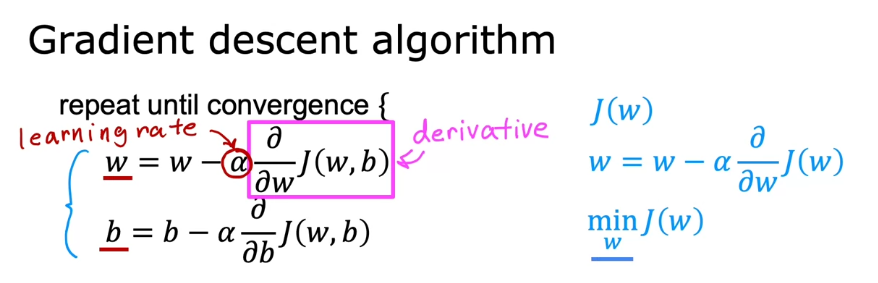 Gradient descent algorithm
repeat until convergence {
learning rate
derivative
w = w − α ∂/∂w J(w, b)
b = b − α ∂/∂b J(w, b)
J(w)
w = w − α ∂/∂w J(w)
min J(w)
w